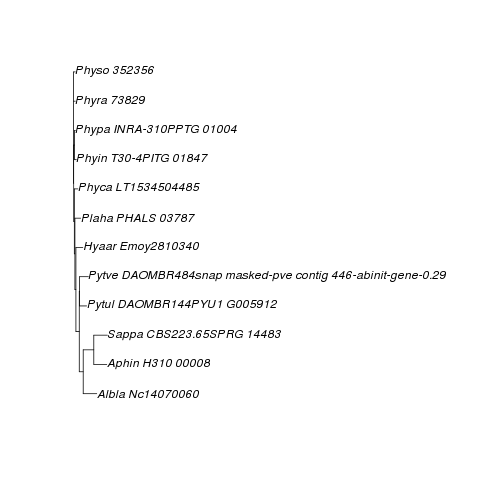 Physo 352356
Phyra 73829
Phypa INRA-310PPTG 01004
Phyin T30-4PITG 01847
Phyca LT1534504485
Plaha PHALS 03787
Hyaar Emoy2810340
Pytve DAOMBR484snap masked-pve contig 446-abinit-gene-0.29
Pytul DAOMBR144PYU1 G005912
Sappa CBS223.65SPRG 14483
Aphin H310 00008
Albla Nc14070060